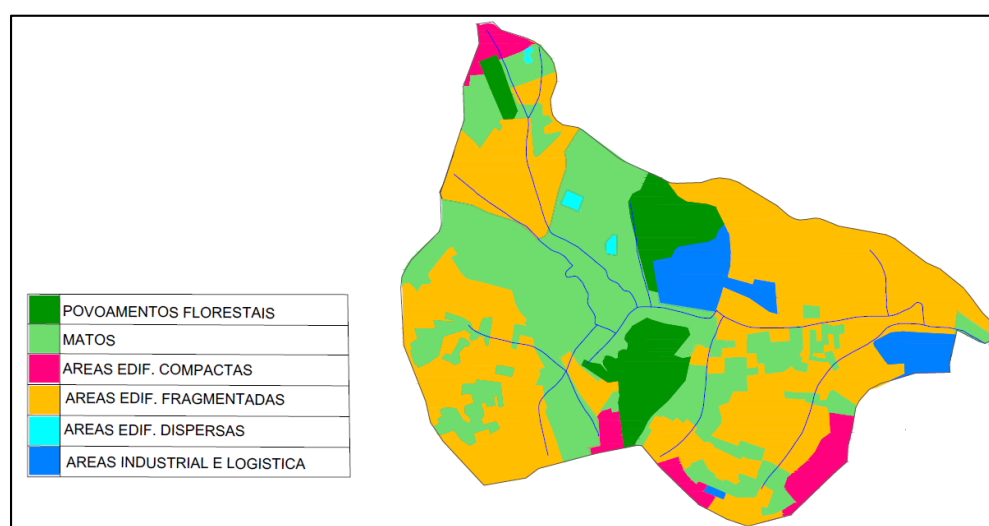 POVOAMENTOS FLORESTAIS
MATOS
AREAS EDIF. COMPACTAS
AREAS EDIF. FRAGMENTADAS
AREAS EDIF. DISPERSAS
AREAS INDUSTRIAL E LOGISTICA